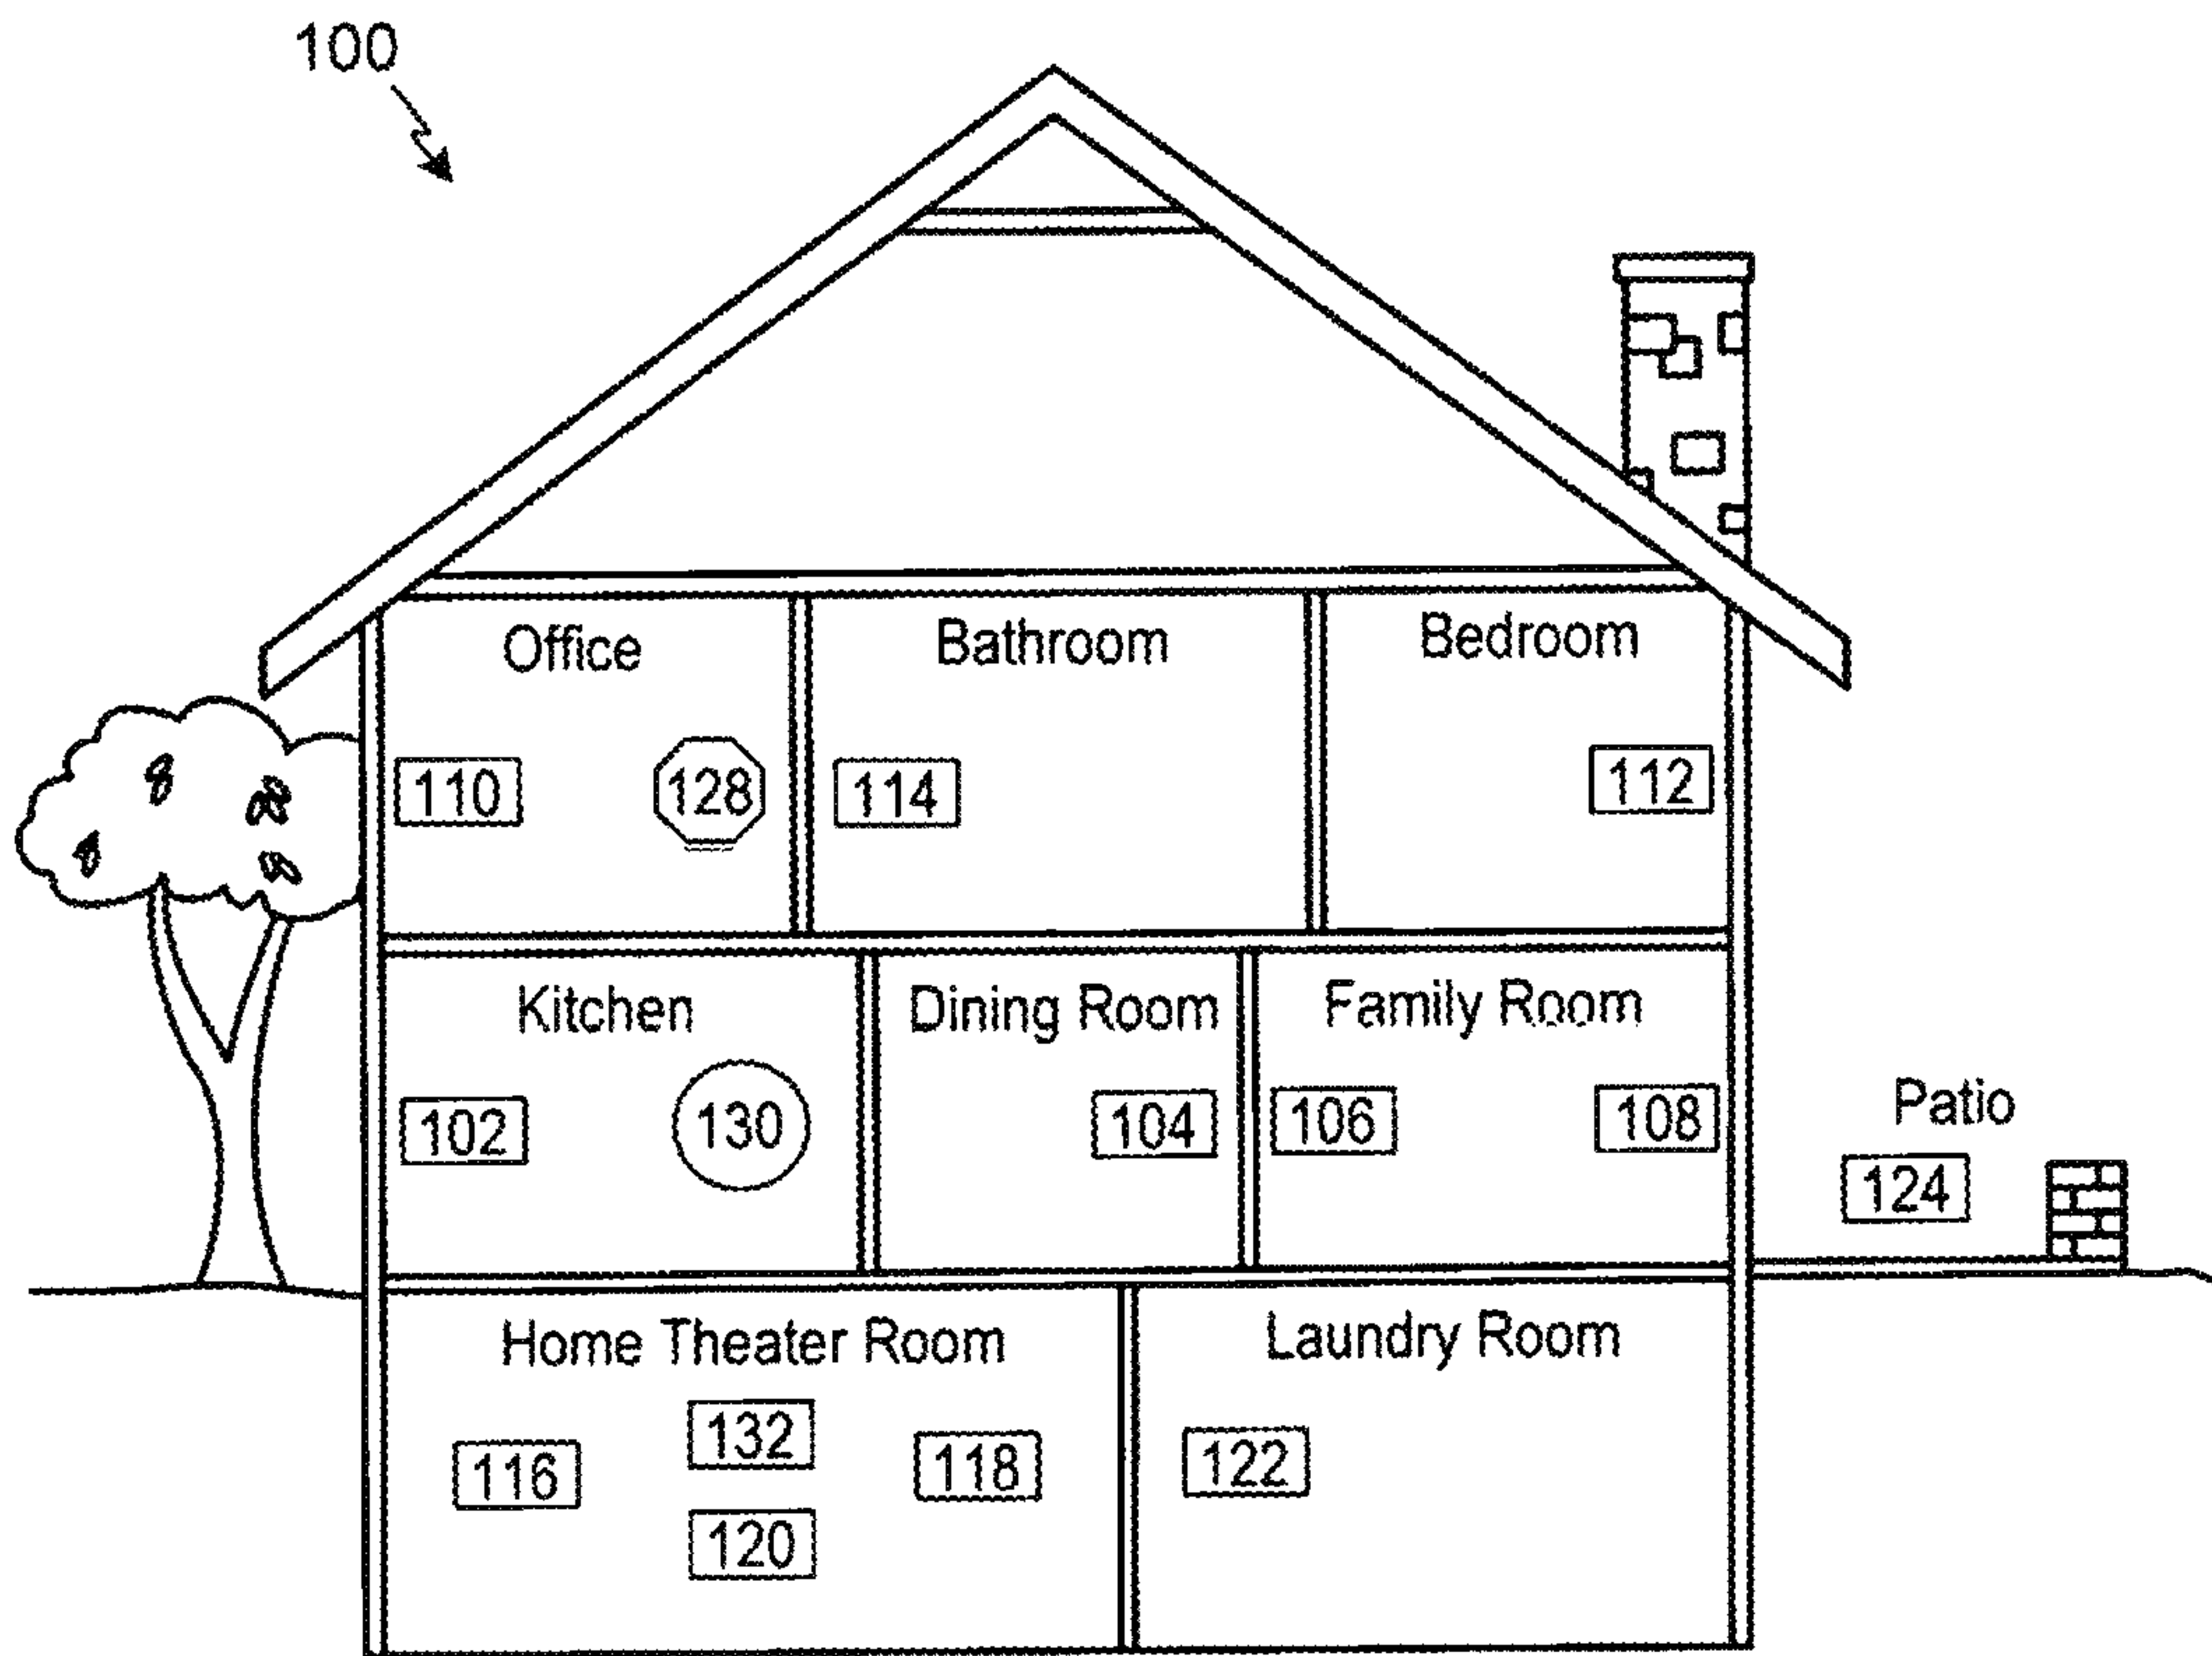 100
Office
Bathroom
Bedroom
110
128
114
112
Kitchen
Dining Room
Family Room
102
130
104
106
108
Patio
124
Home Theater Room
Laundry Room
116
132
118
122
120